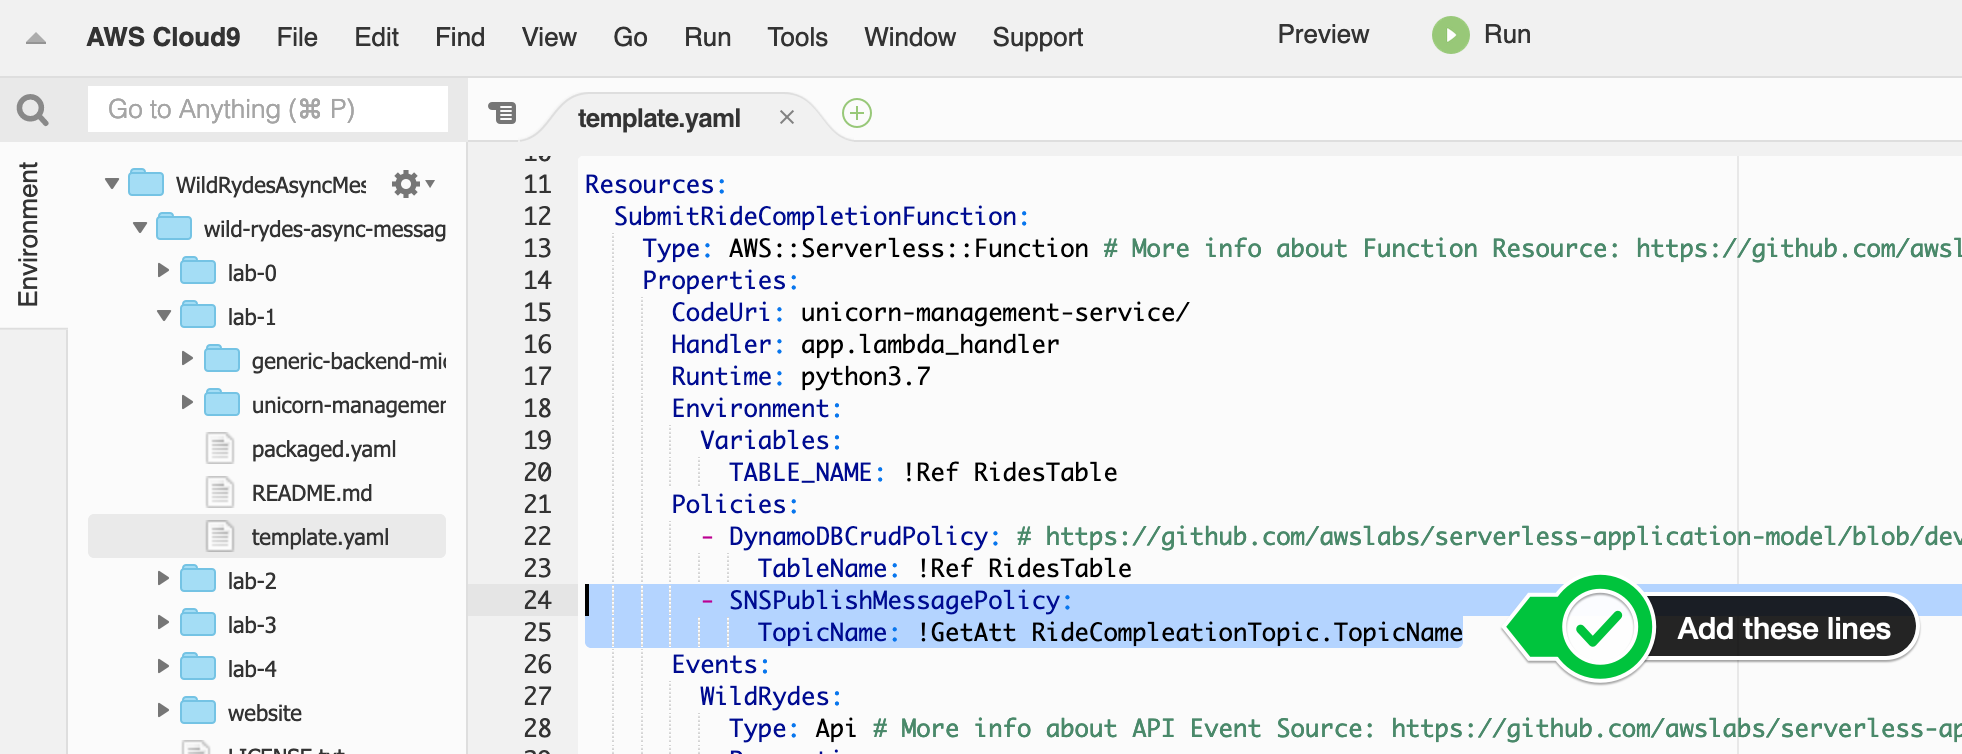 AWS Cloud9 File Edit Find View Go Run Tools Window Support Preview Run
Go to Anything (⌘ P)
template.yaml
Environment
WildRydesAsyncMes
wild-rydes-async-messag
lab-0
lab-1
generic-backend-mi
unicorn-managemen
packaged.yaml
README.md
template.yaml
lab-2
lab-3
lab-4
website
LICENSE.txt
11 Resources:
12 SubmitRideCompletionFunction:
13 Type: AWS::Serverless::Function # More info about Function Resource: https://github.com/awsl
14 Properties:
15 CodeUri: unicorn-management-service/
16 Handler: app.lambda_handler
17 Runtime: python3.7
18 Environment:
19 Variables:
20 TABLE_NAME: !Ref RidesTable
21 Policies:
22 - DynamoDBCrudPolicy: # https://github.com/awslabs/serverless-application-model/blob/dev
23 TableName: !Ref RidesTable
24 - SNSPublishMessagePolicy:
25 TopicName: !GetAtt RideCompleationTopic.TopicName
26 Events:
27 WildRydes:
28 Type: Api # More info about API Event Source: https://github.com/awslabs/serverless-ap
Add these lines